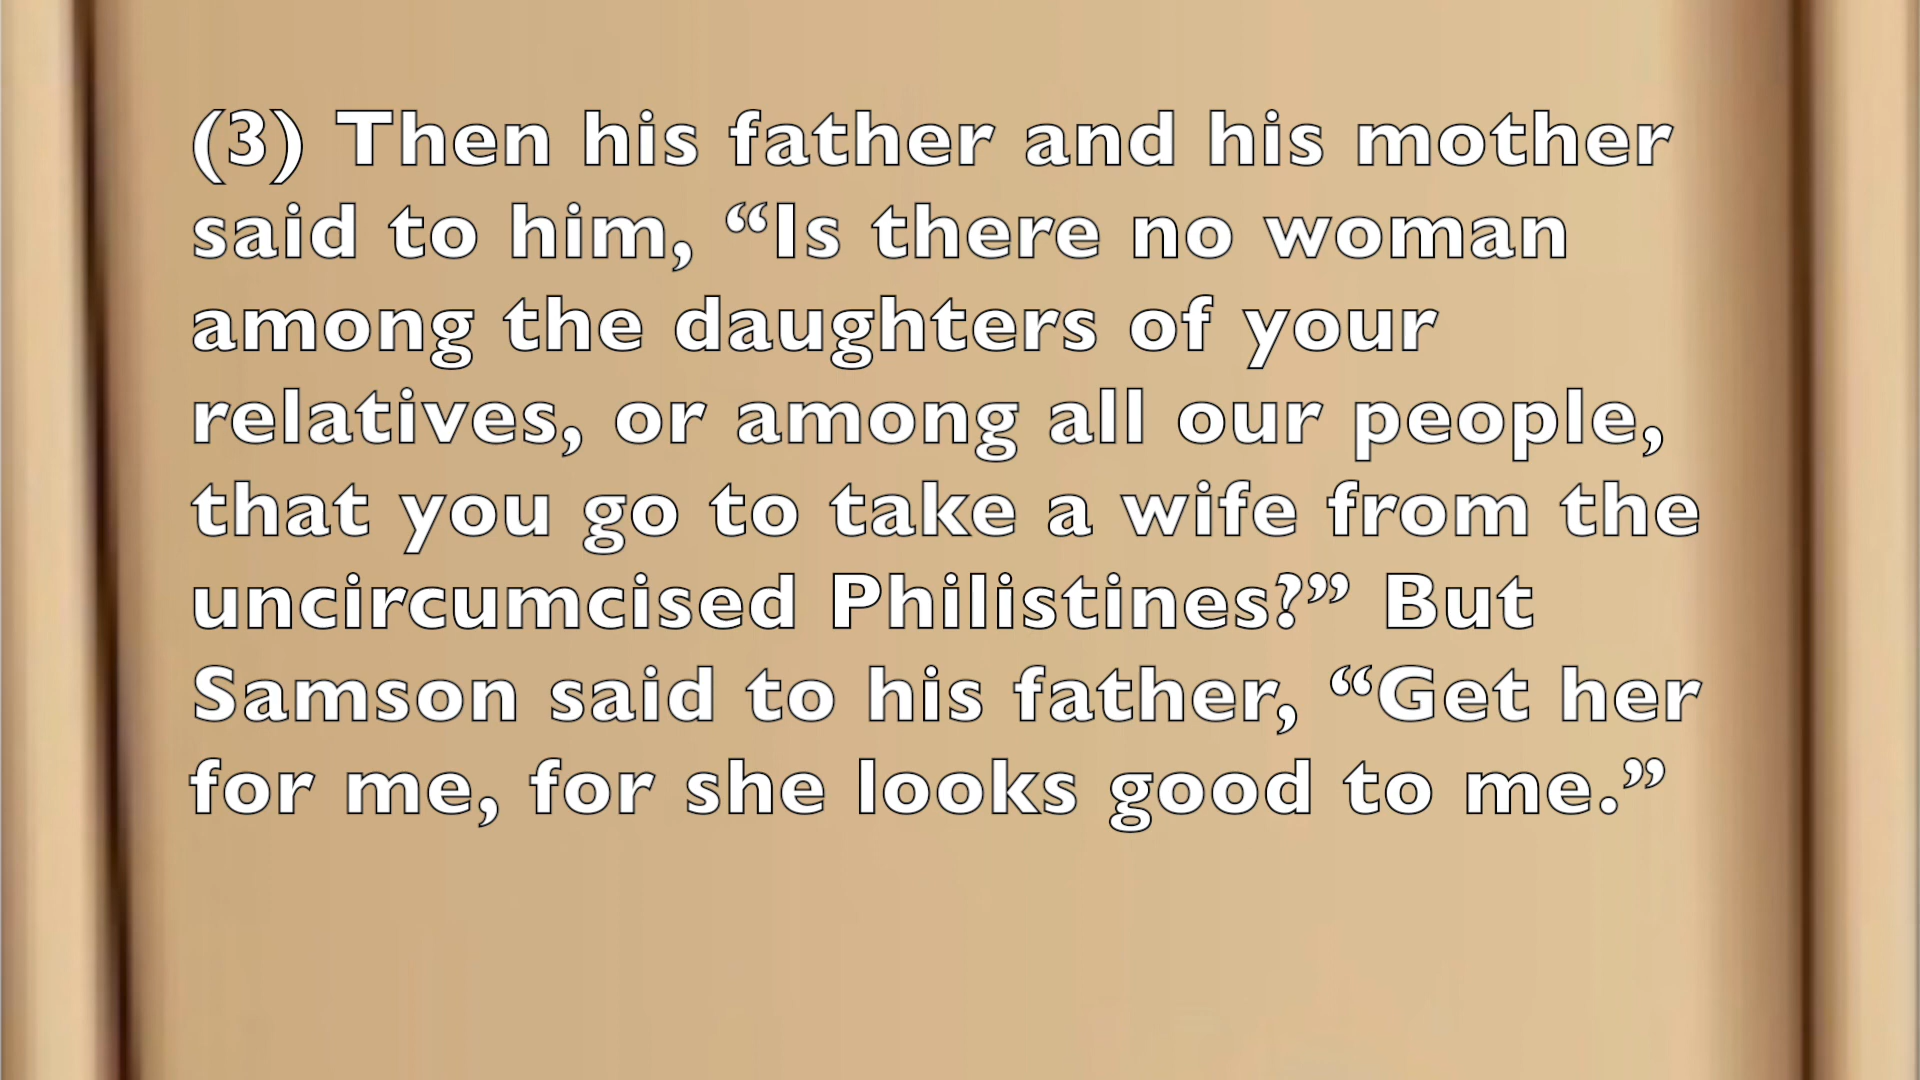 (3) Then his father and his mother
said to him, “Is there no woman
among the daughters of your
relatives, or among all our people,
that you go to take a wife from the
uncircumcised Philistines?” But
Samson said to his father, “Get her
for me, for she looks good to me.”